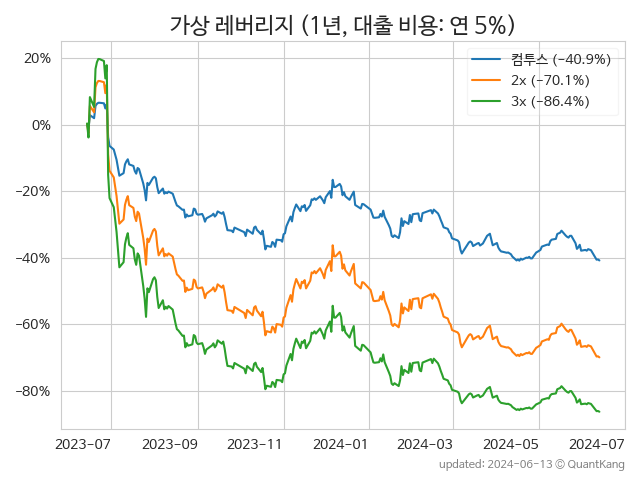 가상 레버리지 (1년, 대출 비용: 연 5%)
컴투스 (−40.9%)
2x (−70.1%)
3x (−86.4%)
20%
0%
−20%
−40%
−60%
−80%
2023-07
2023-09
2023-11
2024-01
2024-03
2024-05
2024-07
updated: 2024-06-13 © QuantKang